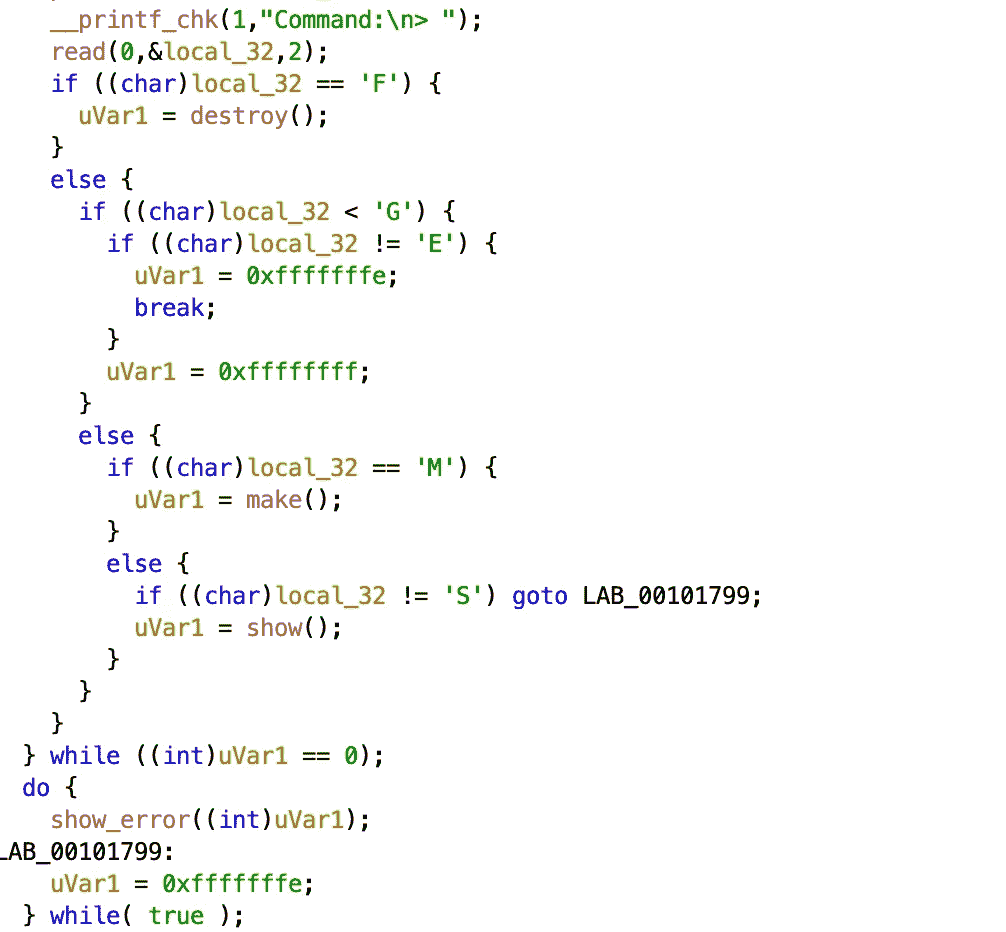 __printf_chk(1,"Command:\n> ");
read(0,&local_32,2);
if ((char)local_32 == 'F') {
uVar1 = destroy();
}
else {
if ((char)local_32 < 'G') {
if ((char)local_32 != 'E') {
uVar1 = 0xfffffffe;
break;
}
uVar1 = 0xffffffff;
}
else {
if ((char)local_32 == 'M') {
uVar1 = make();
}
else {
if ((char)local_32 != 'S') goto LAB_00101799;
uVar1 = show();
}
}
}
} while ((int)uVar1 == 0);
do {
show_error((int)uVar1);
LAB_00101799:
uVar1 = 0xfffffffe;
} while( true );